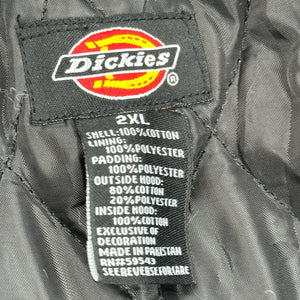 Dickies
®
2XL
SHELL:100%COTTON
LINING:
100%POLYESTER
PADDING:
100%POLYESTER
OUTSIDE HOOD:
80%COTTON
20%POLYESTER
INSIDE HOOD:
100%COTTON
EXCLUSIVE OF
DECORATION
MADE IN PAKISTAN
RN#59543
SEE REVERSE FOR CARE